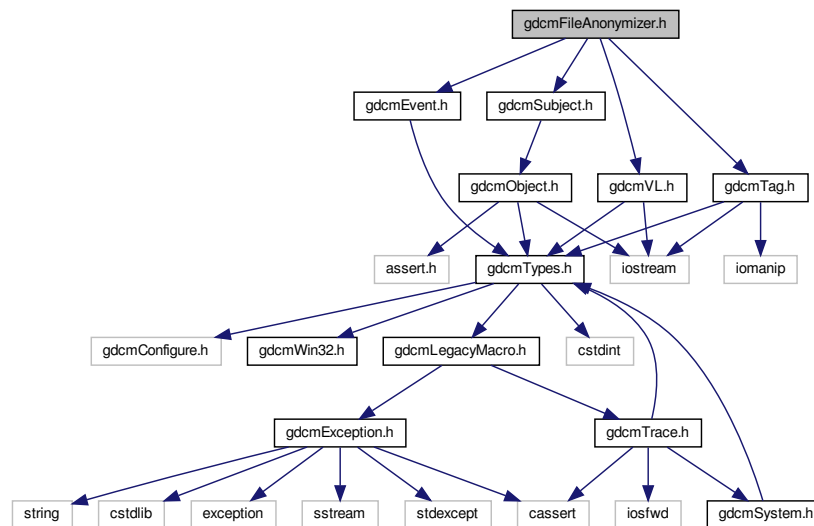 gdcmFileAnonymizer.h
gdcmEvent.h
gdcmSubject.h
gdcmObject.h
gdcmVL.h
gdcmTag.h
assert.h
gdcmTypes.h
iostream
iomanip
gdcmConfigure.h
gdcmWin32.h
gdcmLegacyMacro.h
cstdint
gdcmException.h
gdcmTrace.h
string
cstdlib
exception
sstream
stdexcept
cassert
iosfwd
gdcmSystem.h